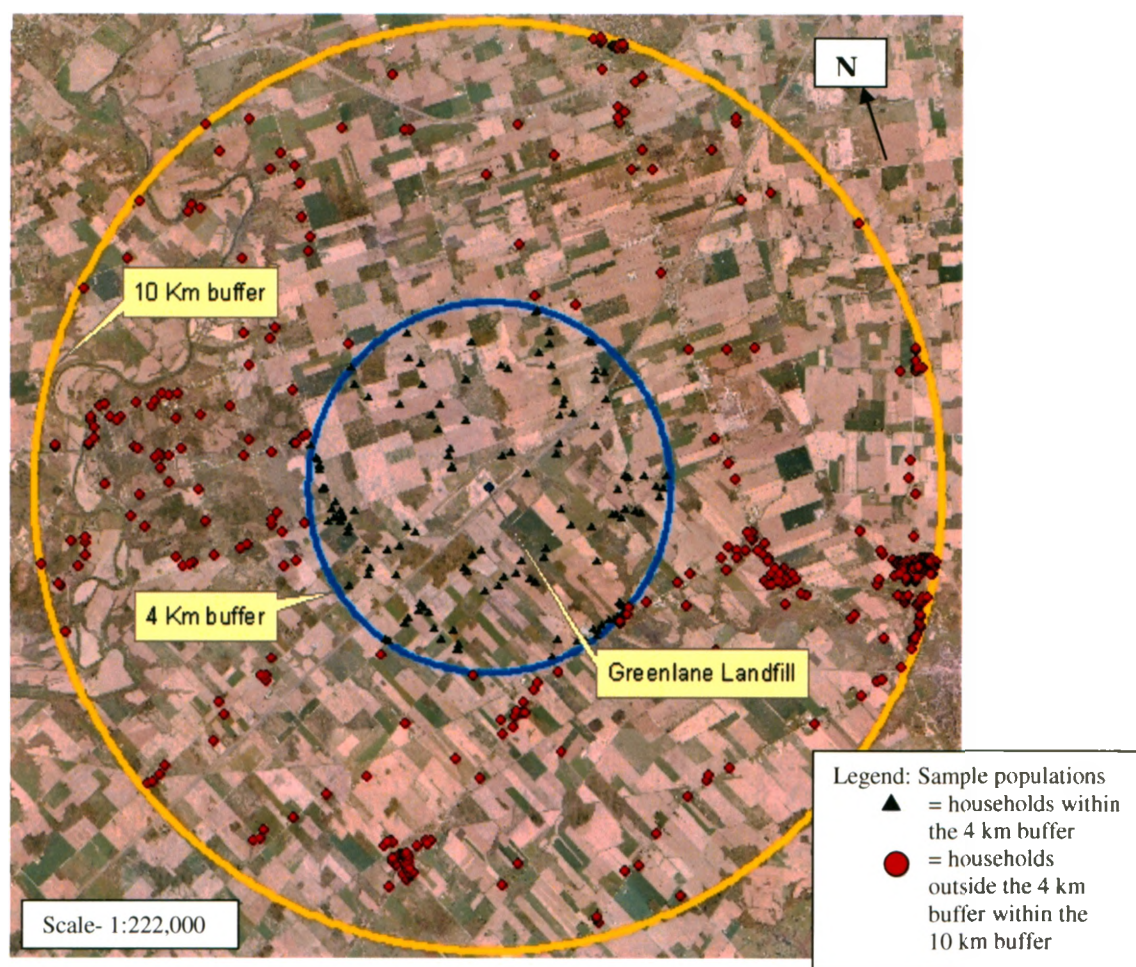 N
10 Km buffer
4 Km buffer
Greenlane Landfill
Scale- 1:222,000
Legend: Sample populations
= households within
the 4 km buffer
= households
outside the 4 km
buffer within the
10 km buffer